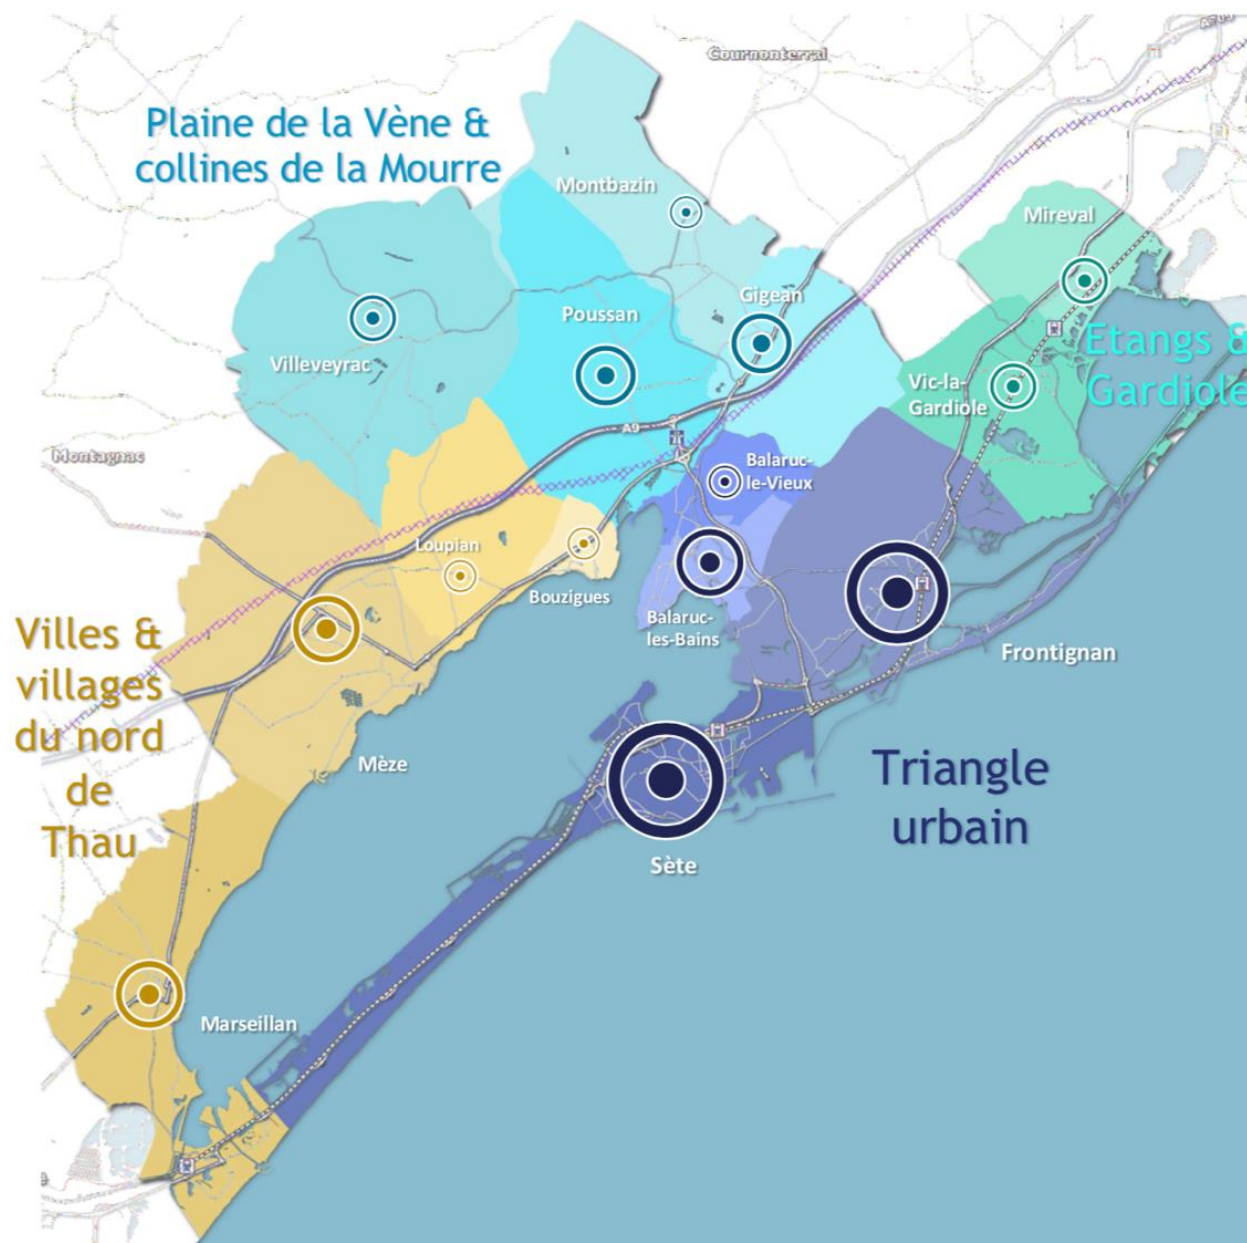 Cournonterral
Plaine de la Vène &
collines de la Mourre
Montbazin
Mireval
Gigean
Poussan
Villeveyrac
Etangs &
Gardiole
Vic-la-
Gardiole
A9
Montagnac
Balaruc-
le-Vieux
Loupian
Bouzigues
Balaruc-
les-Bains
Villes &
villages
du nord
de
Thau
Frontignan
Mèze
Triangle
urbain
Sète
Marseillan